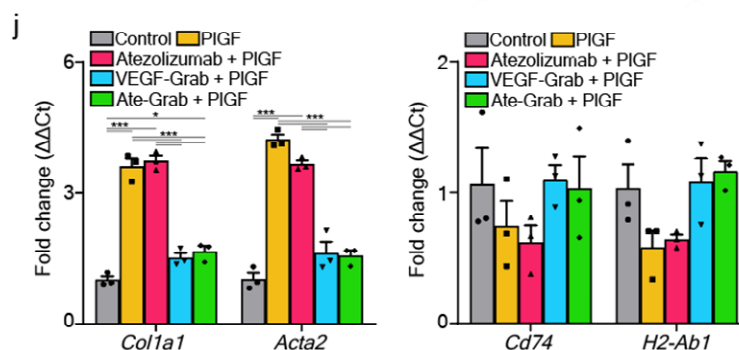 j
Control PlGF
Atezolizumab + PlGF
VEGF-Grab + PlGF
Ate-Grab + PlGF
Fold change (ΔΔCt)
6
3
0
*
***
***
***
***
Col1a1 Acta2
Control PlGF
Atezolizumab + PlGF
VEGF-Grab + PlGF
Ate-Grab + PlGF
Fold change (ΔΔCt)
2
1
0
Cd74 H2-Ab1